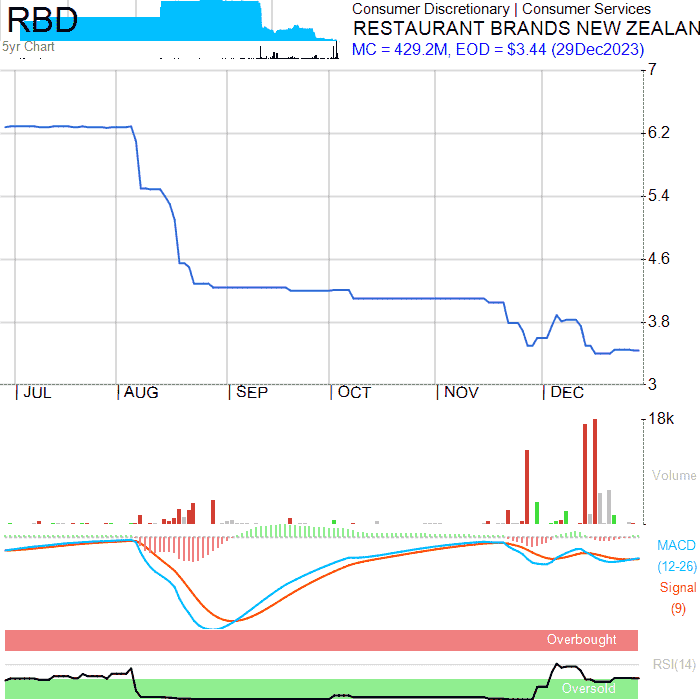 RBD
5yr Chart
Consumer Discretionary | Consumer Services
RESTAURANT BRANDS NEW ZEALAN
MC = 429.2M, EOD = $3.44 (29Dec2023)
7
6.2
5.4
4.6
3.8
3
JUL
AUG
SEP
OCT
NOV
DEC
18k
Volume
MACD
(12-26)
Signal
(9)
Overbought
RSI(14)
Oversold